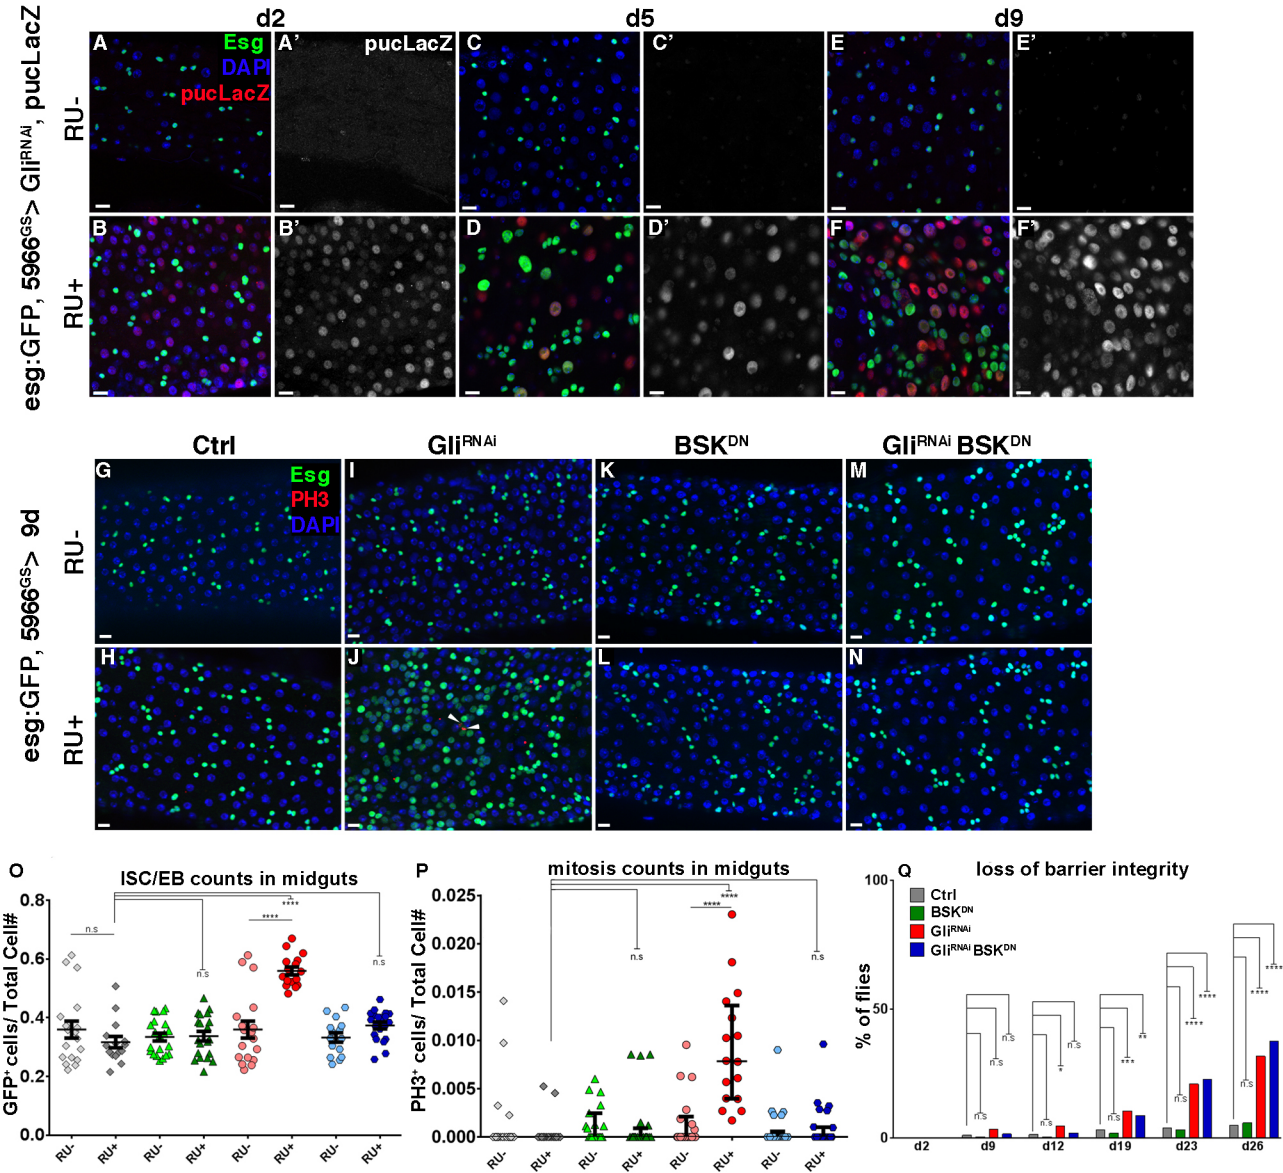 d2 d5 d9
esg:GFP, 5966GS> GliRNAi, pucLacZ
RU-
RU+
A Esg DAPI pucLacZ
A' pucLacZ
C
C'
E
E'
B
B'
D
D'
F
F'
Ctrl GliRNAi BSKDN GliRNAi BSKDN
esg:GFP, 5966GS> 9d
RU-
RU+
G Esg PH3 DAPI
I
K
M
H
J
L
N
O ISC/EB counts in midguts
GFP+ cells/ Total Cell#
0.8
0.6
0.4
0.2
0.0
n.s
n.s
****
****
n.s
RU- RU+ RU- RU+ RU- RU+ RU- RU+
P mitosis counts in midguts
PH3+ cells/ Total Cell#
0.025
0.020
0.015
0.010
0.005
0.000
n.s
****
****
n.s
RU- RU+ RU- RU+ RU- RU+ RU- RU+
Q loss of barrier integrity
% of flies
100
50
0
Ctrl
BSKDN
GliRNAi
GliRNAi BSKDN
n.s n.s n.s
n.s * n.s
n.s *** **
n.s **** ****
n.s **** ****
d2 d9 d12 d19 d23 d26